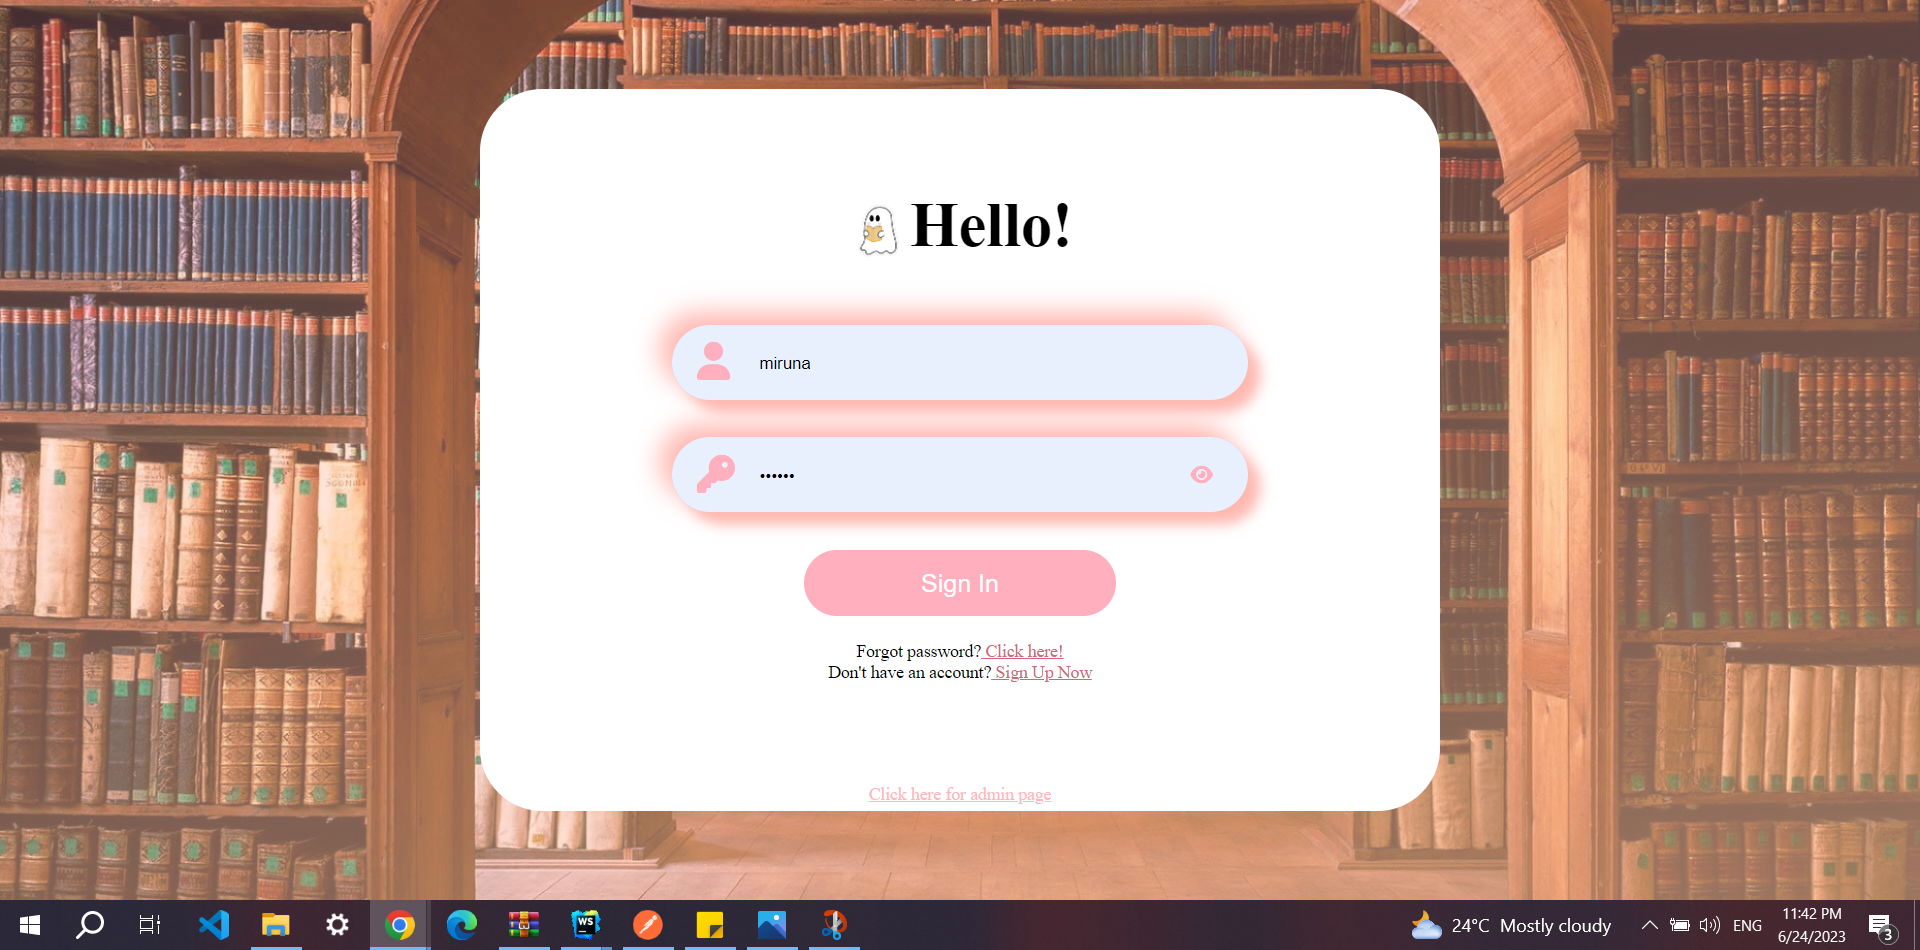 Hello!
miruna
••••••
Sign In
Forgot password? Click here!
Don't have an account? Sign Up Now
Click here for admin page
WS
24°C Mostly cloudy
ENG
11:42 PM
6/24/2023
3